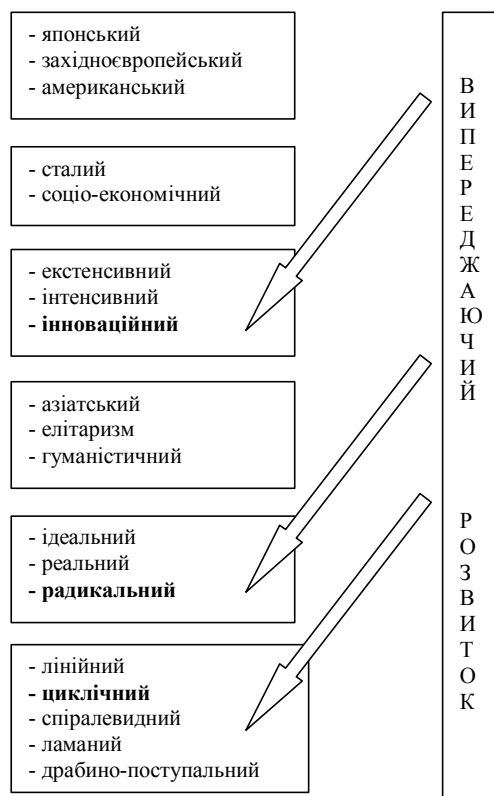 - японський
- західноєвропейський
- американський
- сталий
- соціо-економічний
- екстенсивний
- інтенсивний
- інноваційний
- азіатський
- елітаризм
- гуманістичний
- ідеальний
- реальний
- радикальний
- лінійний
- циклічний
- спіралевидний
- ламаний
- драбино-поступальний
ВИПЕРЕДЖАЮЧИЙ
РОЗВИТОК